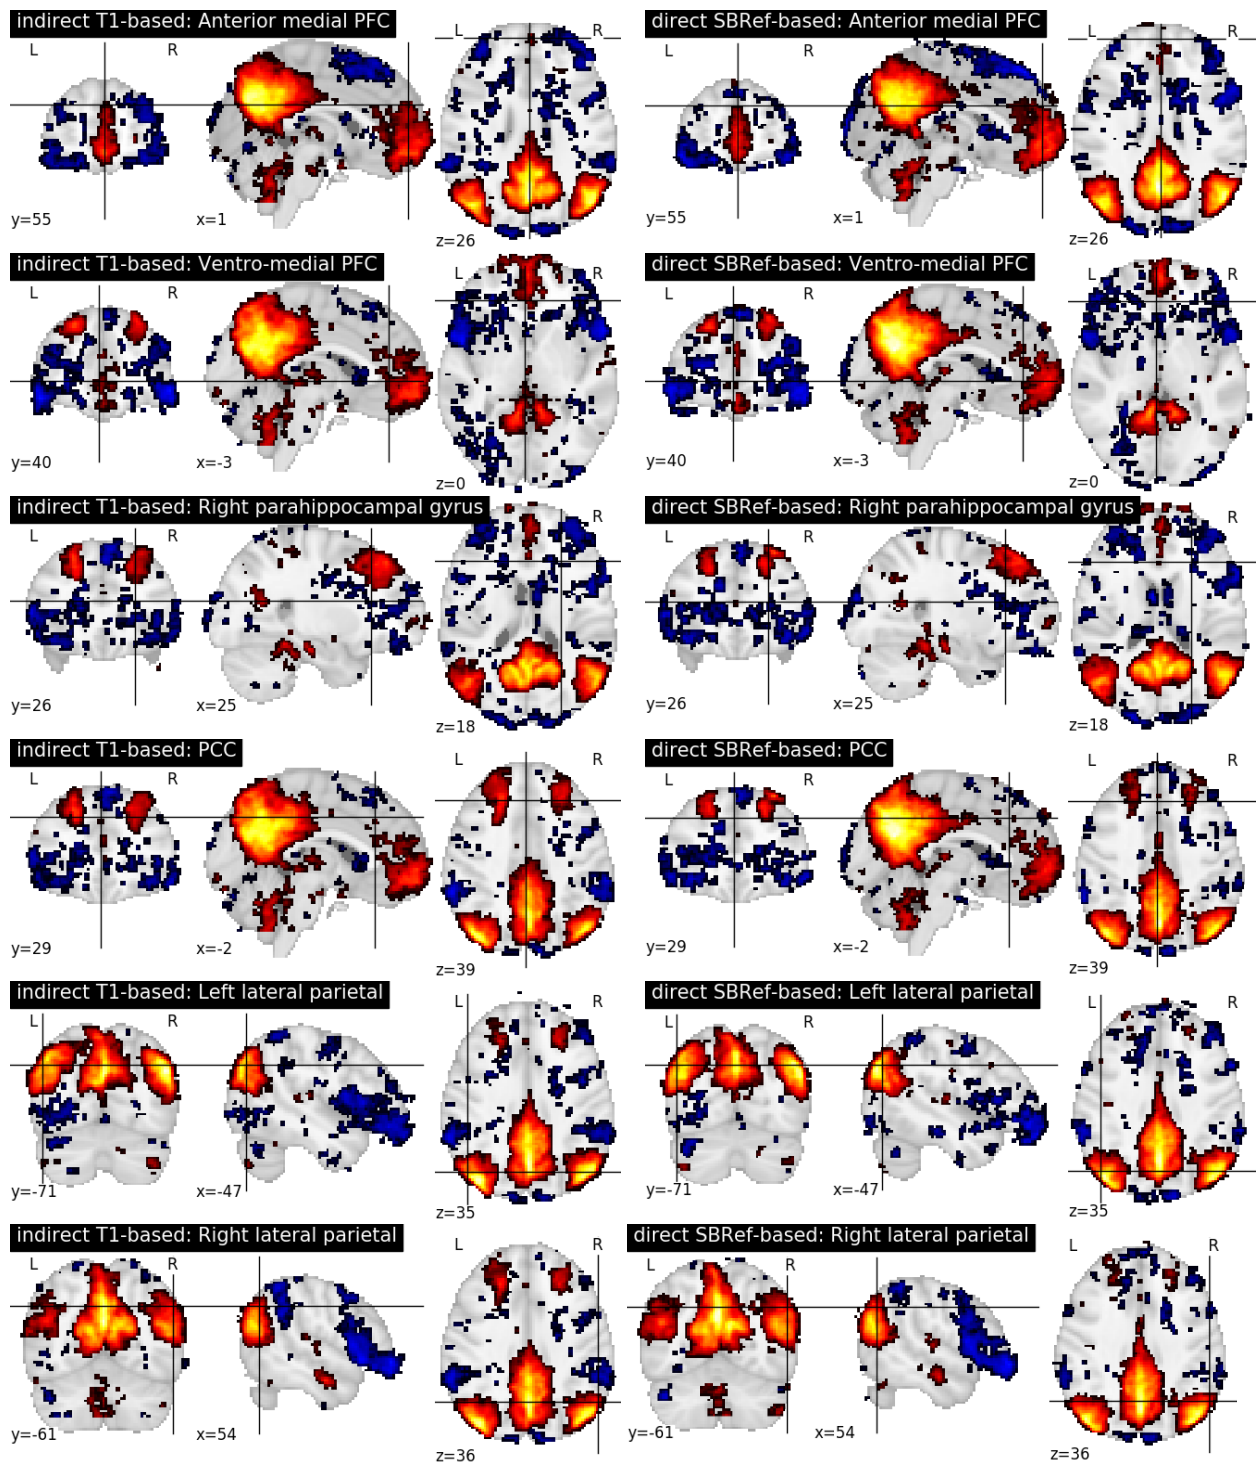 indirect T1-based: Anterior medial PFC
L R
y=55 x=1 z=26
direct SBRef-based: Anterior medial PFC
L R L R
y=55 x=1 z=26
indirect T1-based: Ventro-medial PFC
L R L R
y=40 x=-3 z=0
direct SBRef-based: Ventro-medial PFC
L R L R
y=40 x=-3 z=0
indirect T1-based: Right parahippocampal gyrus
L R R
y=26 x=25 z=18
direct SBRef-based: Right parahippocampal gyrus
L R R
y=26 x=25 z=18
indirect T1-based: PCC
L R L R
y=29 x=-2 z=39
direct SBRef-based: PCC
L R L R
y=29 x=-2 z=39
indirect T1-based: Left lateral parietal
L R L R
y=-71 x=-47 z=35
direct SBRef-based: Left lateral parietal
L R L R
y=-71 x=-47 z=35
indirect T1-based: Right lateral parietal
L R L R
y=-61 x=54 z=36
direct SBRef-based: Right lateral parietal
L R L R
y=-61 x=54 z=36